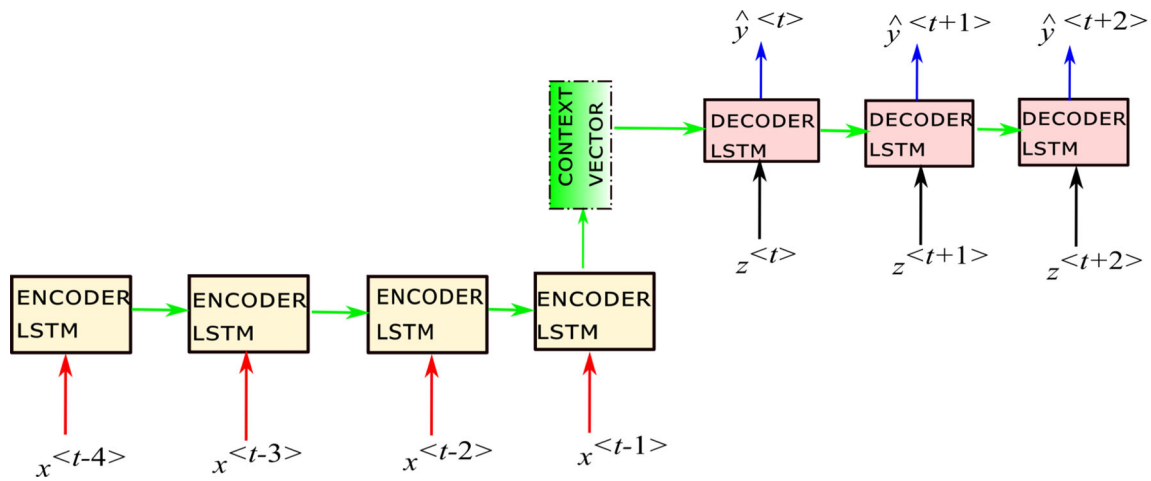 ŷ<t>
ŷ<t+1>
ŷ<t+2>
CONTEXT
VECTOR
DECODER
LSTM
DECODER
LSTM
DECODER
LSTM
z<t>
z<t+1>
z<t+2>
ENCODER
LSTM
ENCODER
LSTM
ENCODER
LSTM
ENCODER
LSTM
x<t-4>
x<t-3>
x<t-2>
x<t-1>